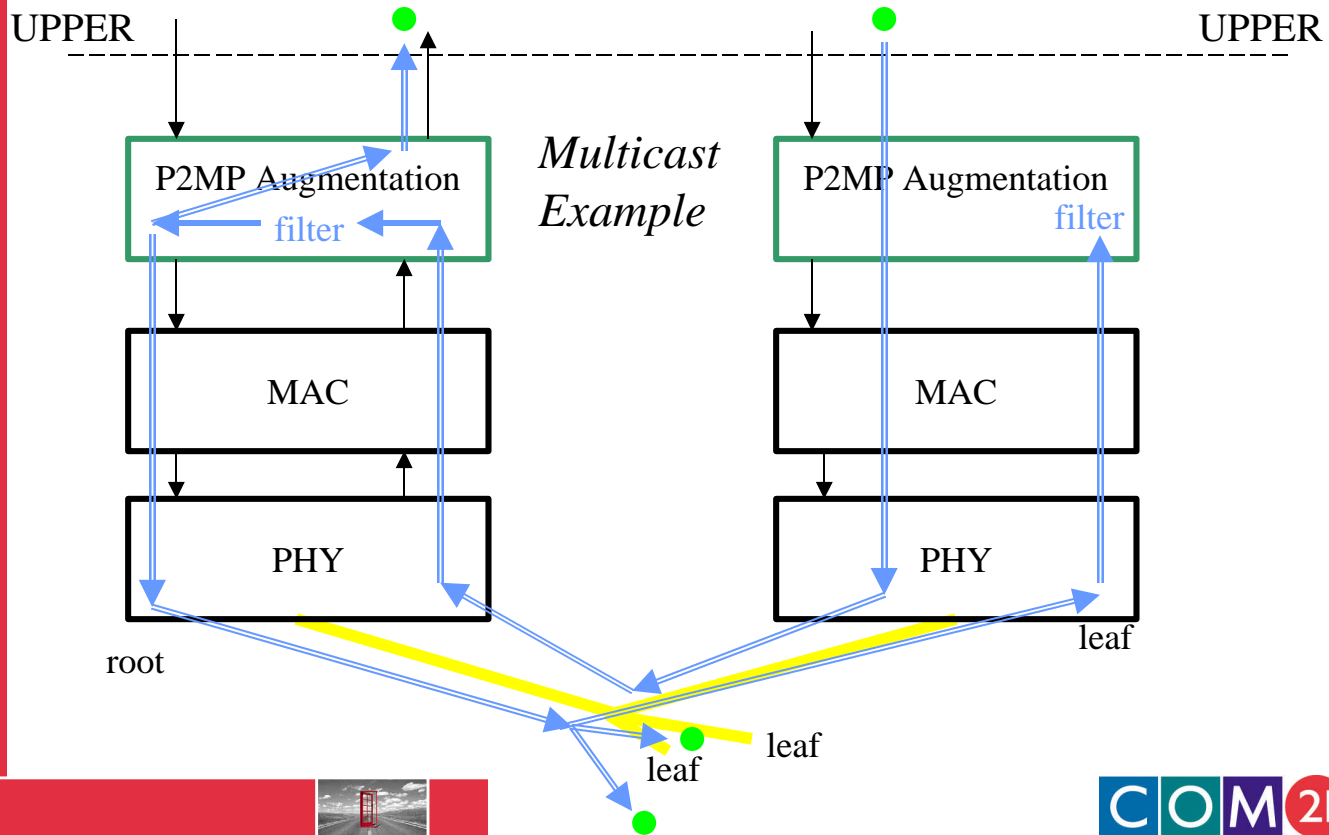 UPPER
UPPER
Multicast
Example
P2MP Augmentation
filter
P2MP Augmentation
filter
MAC
MAC
PHY
PHY
root
leaf
leaf
leaf
COM